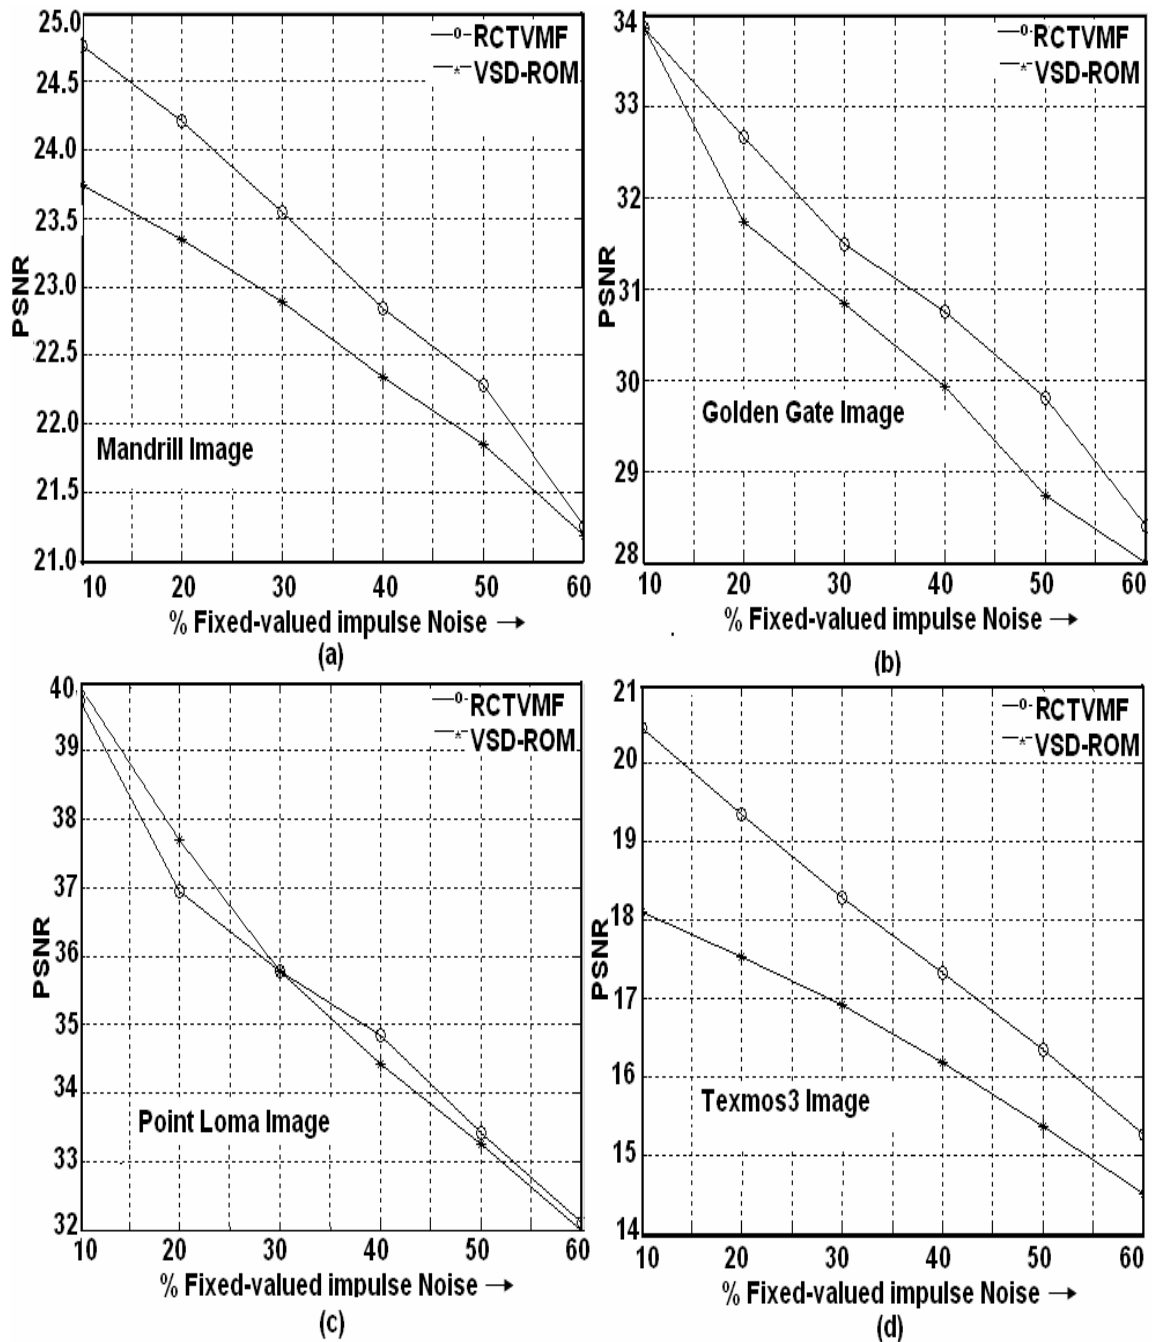 25.0
24.5
24.0
23.5
23.0
22.5
22.0
21.5
21.0
PSNR
-o- RCTVMF
-*- VSD-ROM
Mandrill Image
10 20 30 40 50 60
% Fixed-valued impulse Noise →
(a)
34
33
32
31
30
29
28
PSNR
-o- RCTVMF
-*- VSD-ROM
Golden Gate Image
10 20 30 40 50 60
% Fixed-valued impulse Noise →
(b)
40
39
38
37
36
35
34
33
32
PSNR
-o- RCTVMF
-*- VSD-ROM
Point Loma Image
10 20 30 40 50 60
% Fixed-valued impulse Noise →
(c)
21
20
19
18
17
16
15
14
PSNR
-o- RCTVMF
-*- VSD-ROM
Texmos3 Image
10 20 30 40 50 60
% Fixed-valued impulse Noise →
(d)